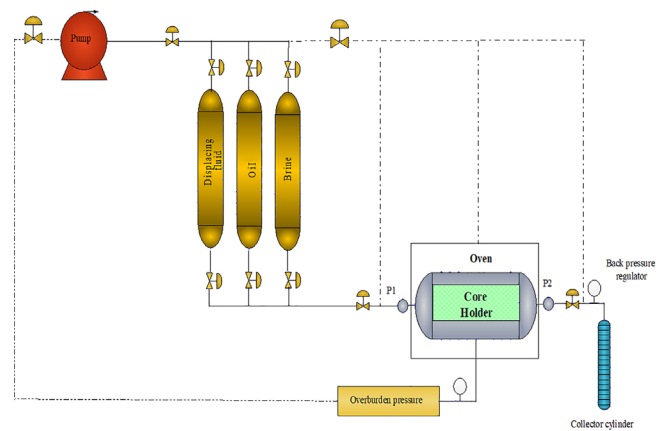 Pump
Displacing
fluid
Oil
Brine
Oven
Back pressure
regulator
P1
P2
Core
Holder
Overburden pressure
Collector cylinder